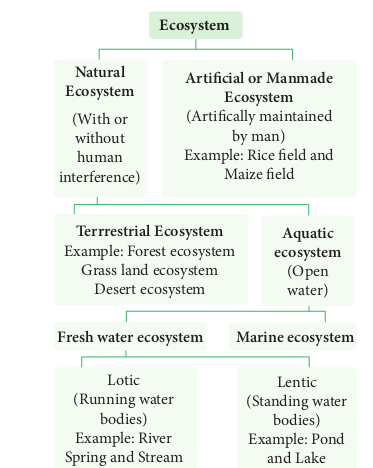 Ecosystem
Natural
Ecosystem
(With or
without
human
interference)
Artificial or Manmade
Ecosystem
(Artifically maintained
by man)
Example: Rice field and
Maize field
Terrrestrial Ecosystem
Example: Forest ecosystem
Grass land ecosystem
Desert ecosystem
Aquatic
ecosystem
(Open
water)
Fresh water ecosystem
Marine ecosystem
Lotic
(Running water
bodies)
Example: River
Spring and Stream
Lentic
(Standing water
bodies)
Example: Pond
and Lake